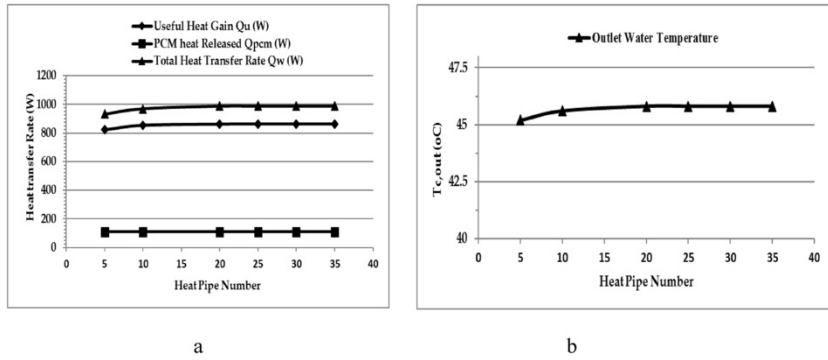 Useful Heat Gain Qu (W)
PCM heat Released Qpcm (W)
Total Heat Transfer Rate Qw (W)
1200
1000
800
600
400
200
0
Heat transfer Rate (W)
0 5 10 15 20 25 30 35 40
Heat Pipe Number
a
Outlet Water Temperature
47.5
45
42.5
40
Tc,out (oC)
0 5 10 15 20 25 30 35 40
Heat Pipe Number
b